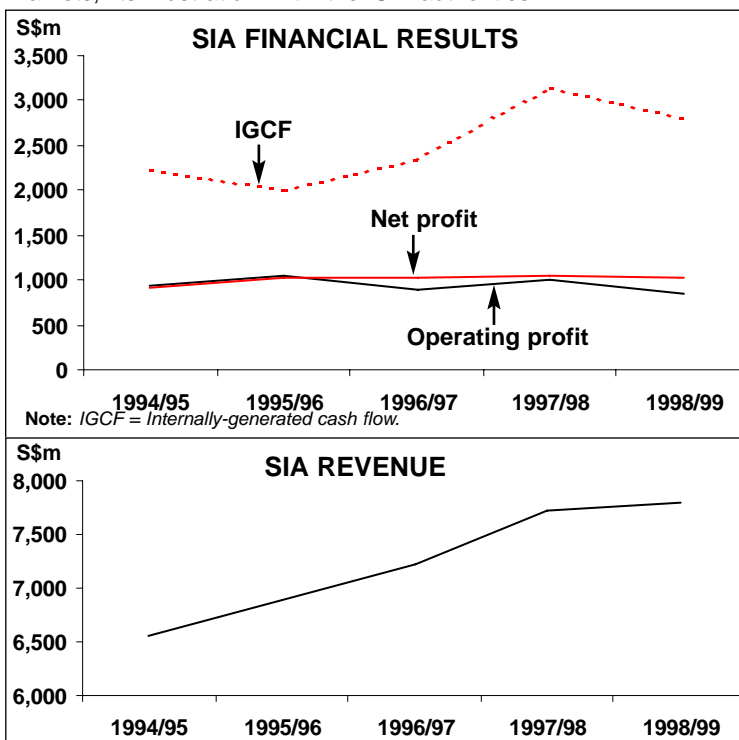 S$m
SIA FINANCIAL RESULTS
3,500
3,000
IGCF
2,500
2,000
Net profit
1,500
1,000
500
Operating profit
0
1994/95 1995/96 1996/97 1997/98 1998/99
Note: IGCF = Internally-generated cash flow.
S$m
SIA REVENUE
8,000
7,500
7,000
6,500
6,000
1994/95 1995/96 1996/97 1997/98 1998/99